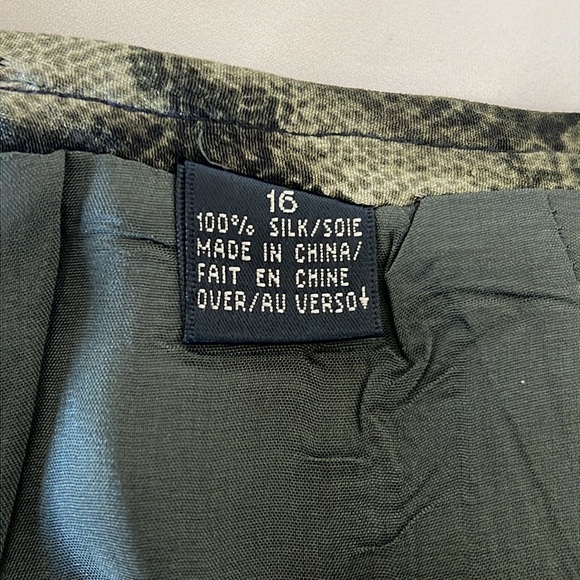 16
100% SILK/SOIE
MADE IN CHINA/
FAIT EN CHINE
OVER/AU VERSO↓